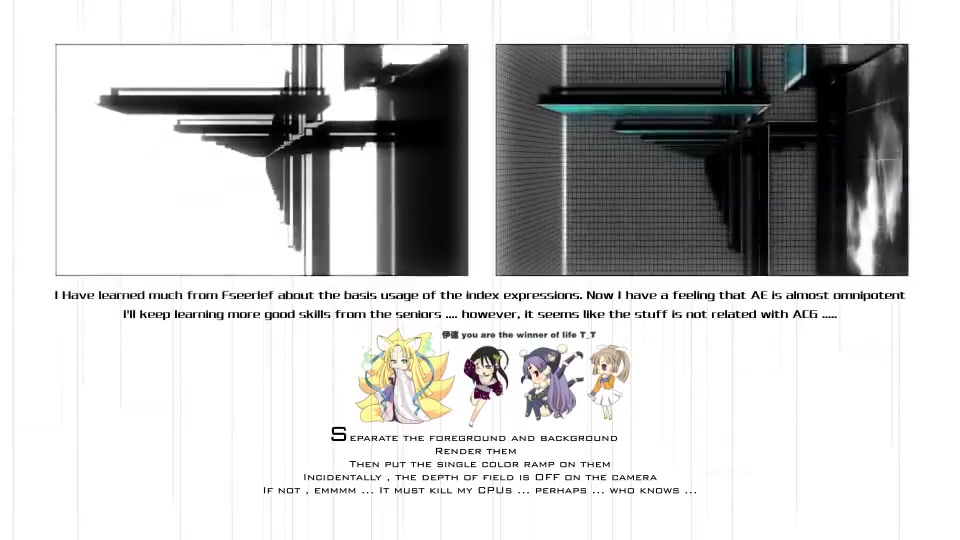 I Have learned much from Fseerlef about the basis usage of the index expressions. Now I have a feeling that AE is almost omnipotent
I'll keep learning more good skills from the seniors .... however, it seems like the stuff is not related with ACG .....
伊達 you are the winner of life T_T
Separate the foreground and background
Render them
Then put the single color ramp on them
Incidentally , the depth of field is OFF on the camera
If not , emmmm ... It must kill my CPUs ... perhaps ... who knows ...